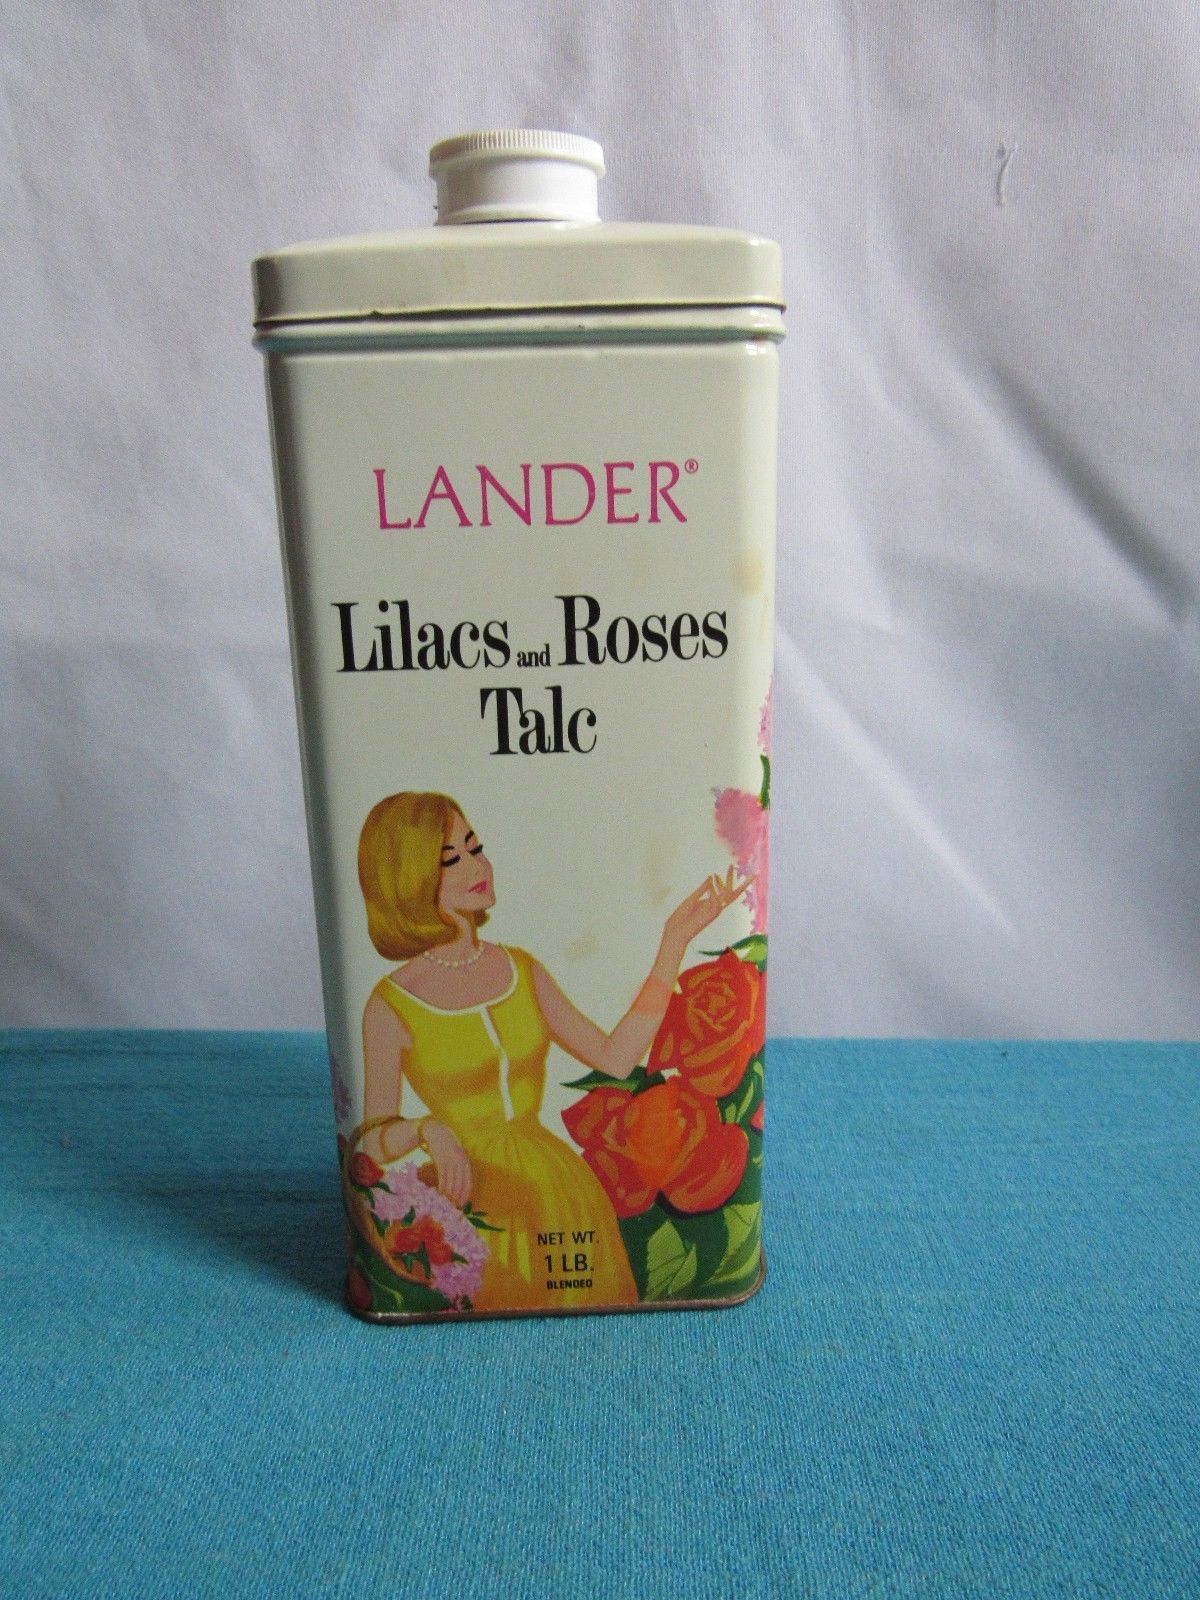 LANDER®
Lilacs and Roses
Talc
NET WT.
1 LB.
BLENDED